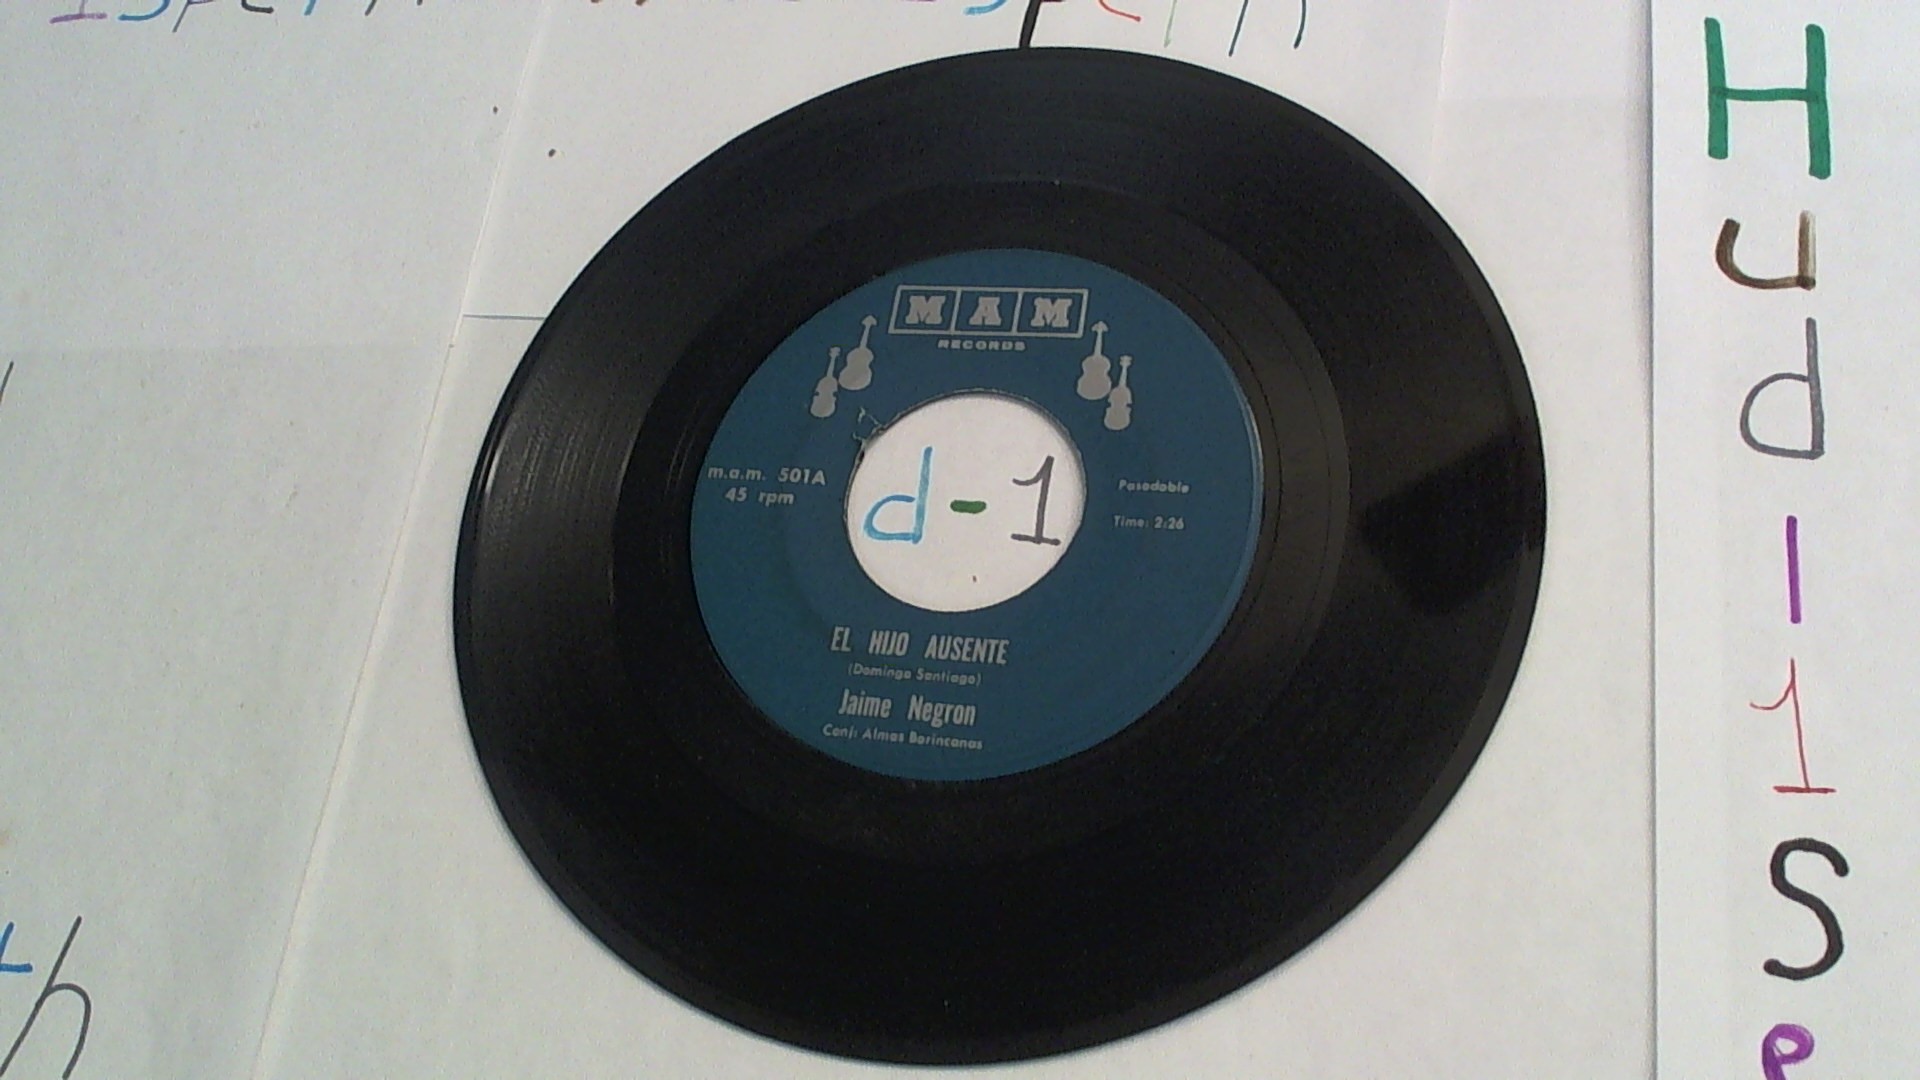 MAM
RECORDS
m.a.m. 501A
45 rpm
Pasodoble
Time: 2:26
d-1
EL HIJO AUSENTE
(Domingo Santiago)
Jaime Negron
Conj: Almas Borincanas
H
u
d
-
1
S
e